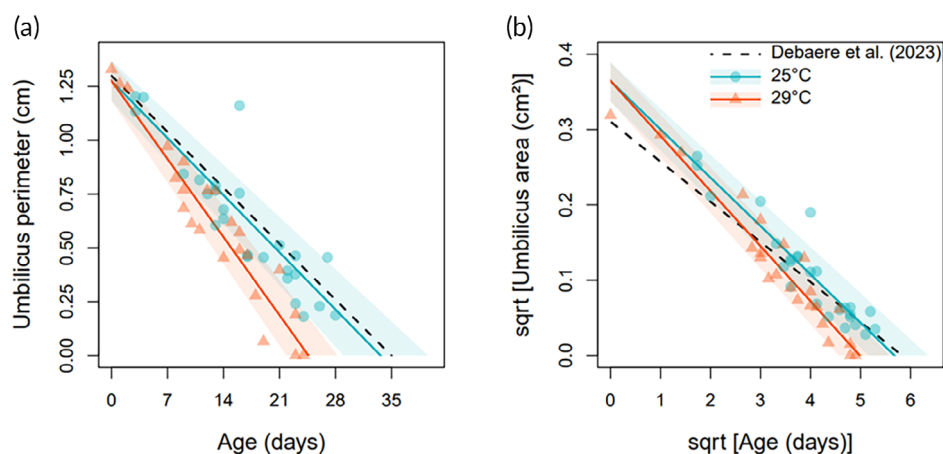 (a)
Umbilicus perimeter (cm)
0.00 0.25 0.50 0.75 1.00 1.25
0 7 14 21 28 35
Age (days)
(b)
Debaere et al. (2023)
25°C
29°C
sqrt [Umbilicus area (cm²)]
0.0 0.1 0.2 0.3 0.4
0 1 2 3 4 5 6
sqrt [Age (days)]